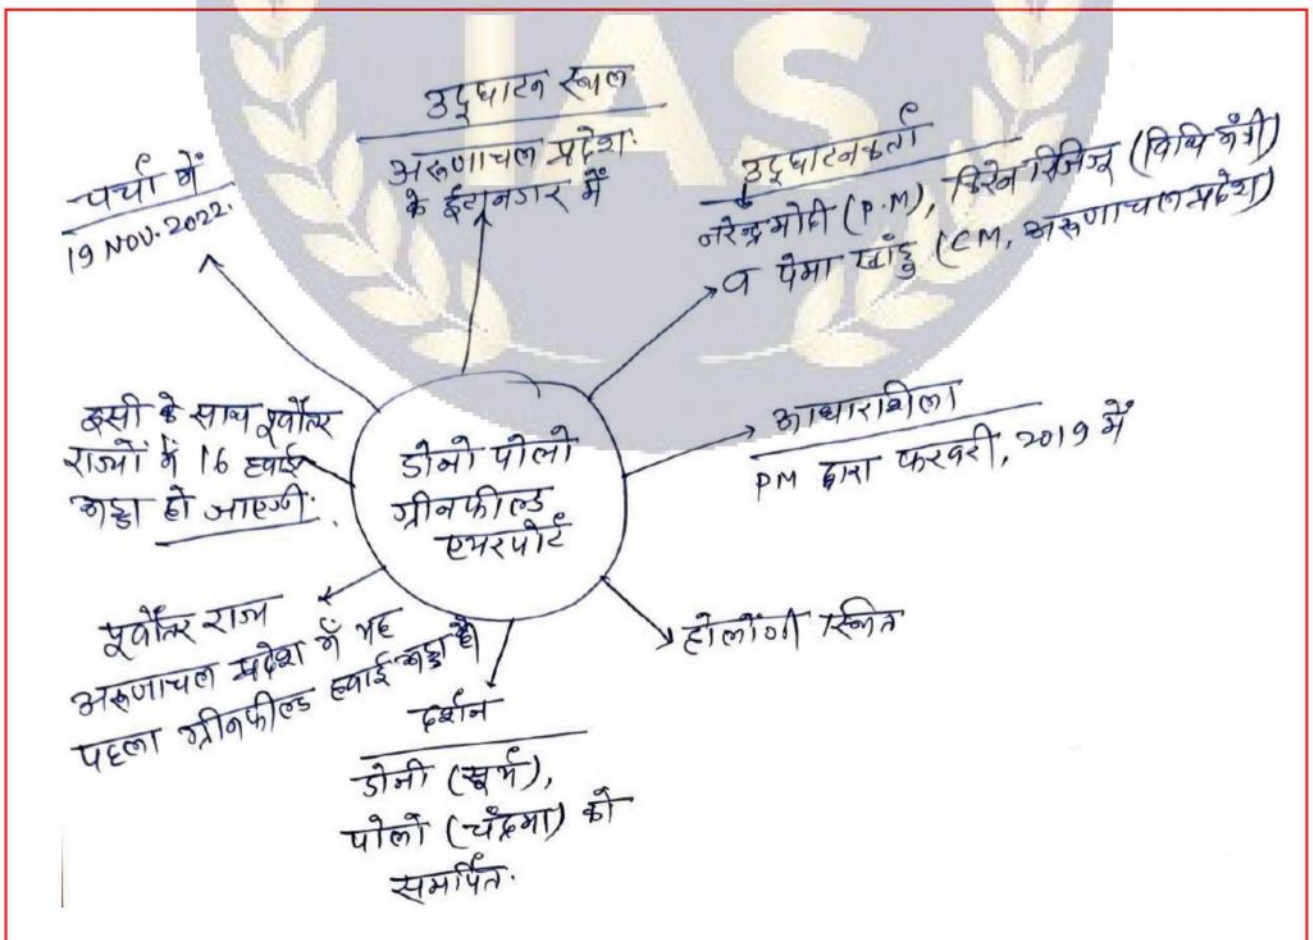 IAS
उद्घाटन स्थल
अरूणाचल प्रदेश
के ईटानगर में
चर्चा में
19 NOV. 2022.
उद्घाटनकर्ता
नरेन्द्र मोदी (P.M), किरेन रिजिजू (विधि मंत्री)
व पेमा खांडु (CM, अरूणाचल प्रदेश)
आधारशिला
PM द्वारा फरवरी, 2019 में
इसी के साथ पूर्वोत्तर
राज्यों में 16 हवाई
अड्डा हो जाएगी.
डोनी पोलो
ग्रीनफील्ड
एयरपोर्ट
होलोंगी स्थित
पूर्वोत्तर राज्य
अरूणाचल प्रदेश में यह
पहला ग्रीनफील्ड हवाई अड्डा है
दर्शन
डोनी (सूर्य),
पोलो (चंद्रमा) को
समर्पित.